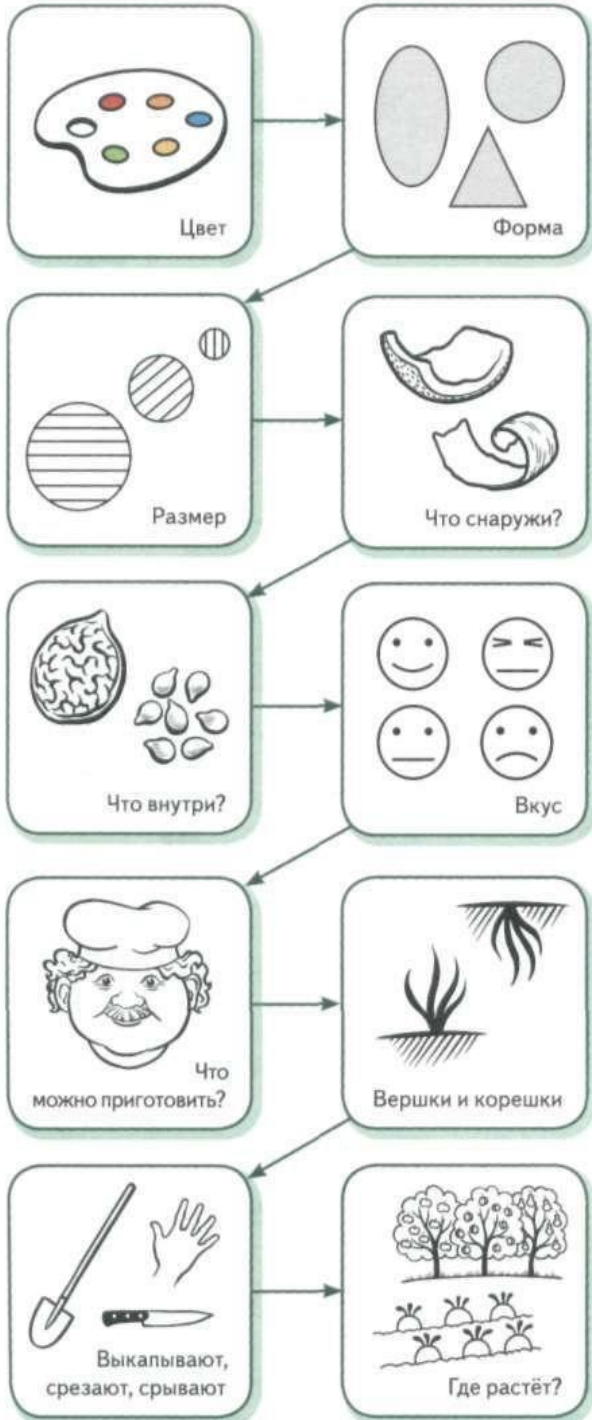 Цвет
Форма
Размер
Что снаружи?
Что внутри?
Вкус
Что
можно приготовить?
Вершки и корешки
Выкапывают,
срезают, срывают
Где растёт?